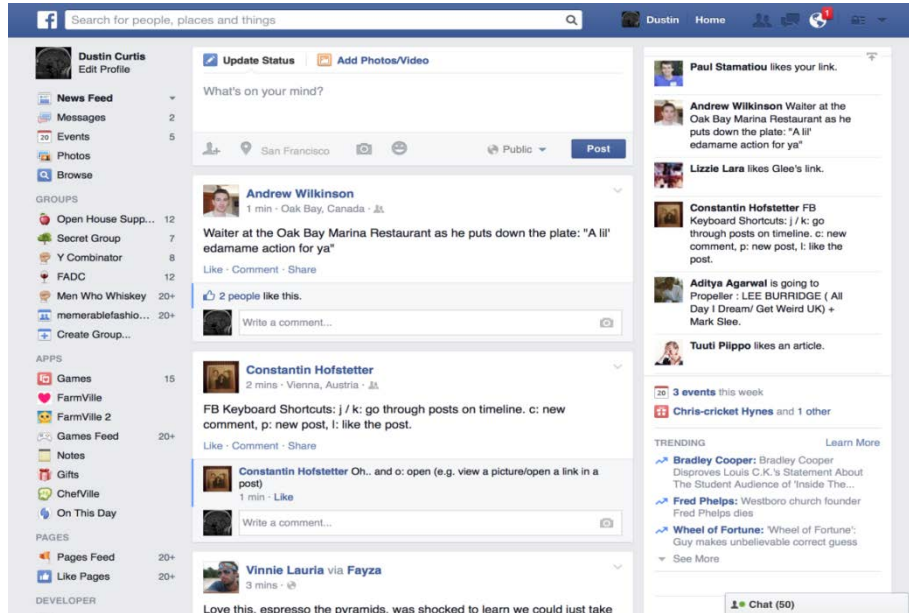 f
Search for people, places and things
Dustin
Home
1
Dustin Curtis
Edit Profile
News Feed
Messages 2
20 Events 5
Photos
Browse
GROUPS
Open House Supp... 12
Secret Group 7
Y Combinator 8
FADC 12
Men Who Whiskey 20+
memerablefashio... 20+
Create Group...
APPS
Games 15
FarmVille
FarmVille 2
Games Feed 20+
Notes
Gifts
ChefVille
On This Day
PAGES
Pages Feed 20+
Like Pages 20+
DEVELOPER
Update Status Add Photos/Video
What's on your mind?
San Francisco Public Post
Andrew Wilkinson
1 min · Oak Bay, Canada ·
Waiter at the Oak Bay Marina Restaurant as he puts down the plate: "A lil'
edamame action for ya"
Like · Comment · Share
2 people like this.
Write a comment...
Constantin Hofstetter
2 mins · Vienna, Austria ·
FB Keyboard Shortcuts: j / k: go through posts on timeline. c: new
comment, p: new post, l: like the post.
Like · Comment · Share
Constantin Hofstetter Oh.. and o: open (e.g. view a picture/open a link in a
post)
1 min · Like
Write a comment...
Vinnie Lauria via Fayza
3 mins ·
Love this. espresso the pyramids. was shocked to learn we could just take
Paul Stamatiou likes your link.
Andrew Wilkinson Waiter at the
Oak Bay Marina Restaurant as he
puts down the plate: "A lil'
edamame action for ya"
Lizzie Lara likes Glee's link.
Constantin Hofstetter FB
Keyboard Shortcuts: j / k: go
through posts on timeline. c: new
comment, p: new post, l: like the
post.
Aditya Agarwal is going to
Propeller : LEE BURRIDGE ( All
Day I Dream/ Get Weird UK) +
Mark Slee.
Tuuti Piippo likes an article.
20 3 events this week
Chris-cricket Hynes and 1 other
TRENDING Learn More
Bradley Cooper: Bradley Cooper
Disproves Louis C.K.'s Statement About
The Student Audience of 'Inside The...
Fred Phelps: Westboro church founder
Fred Phelps dies
Wheel of Fortune: 'Wheel of Fortune':
Guy makes unbelievable correct guess
See More
Chat (50)